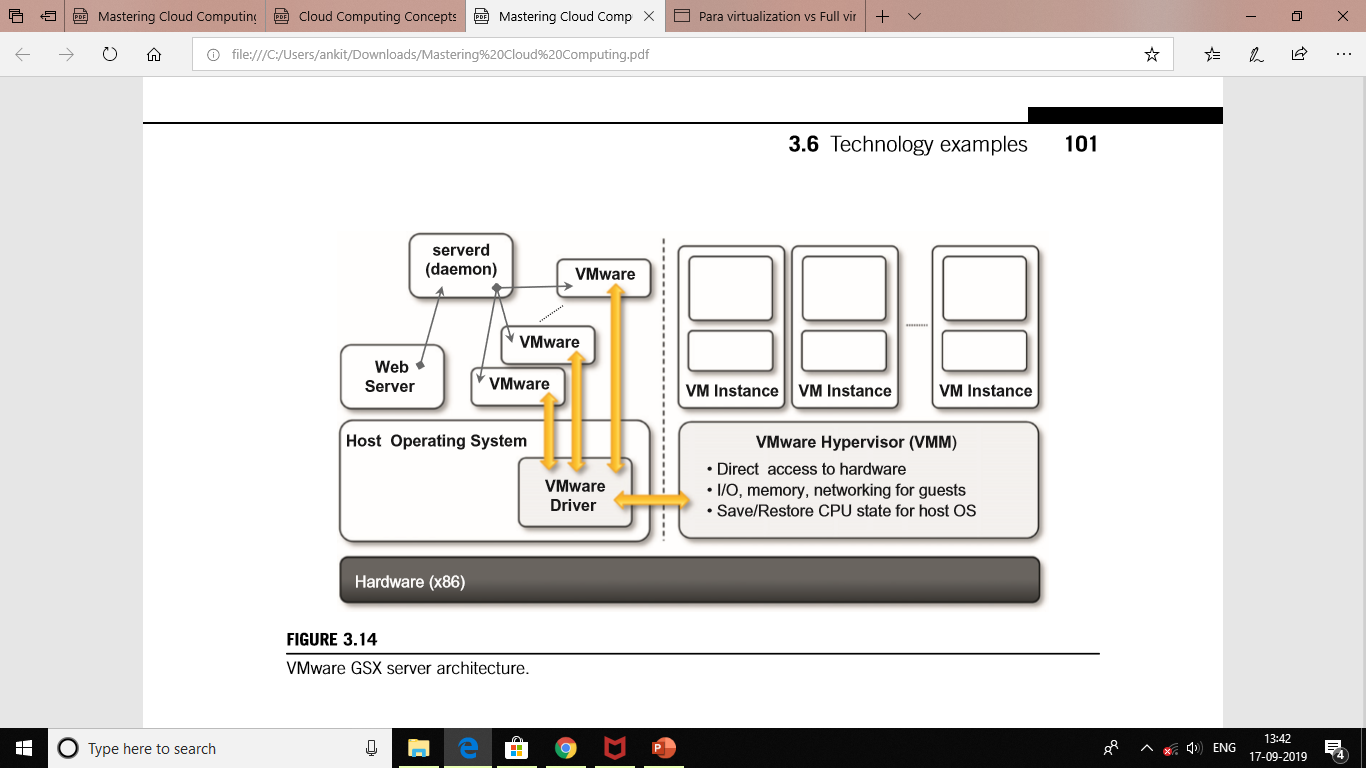 Mastering Cloud Computing
Cloud Computing Concepts
Mastering Cloud Comp
Para virtualization vs Full vir
file:///C:/Users/ankit/Downloads/Mastering%20Cloud%20Computing.pdf
3.6 Technology examples 101
serverd
(daemon)
VMware
VMware
VMware
Web
Server
Host Operating System
VMware
Driver
VM Instance
VM Instance
VM Instance
VMware Hypervisor (VMM)
• Direct access to hardware
• I/O, memory, networking for guests
• Save/Restore CPU state for host OS
Hardware (x86)
FIGURE 3.14
VMware GSX server architecture.
Type here to search
ENG
13:42
17-09-2019
4